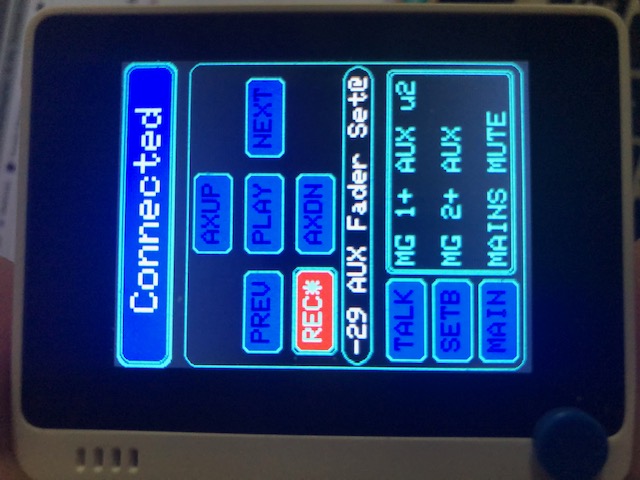 Connected
AXUP
PREV PLAY NEXT
REC* AXDN
-29 AUX Fader Set@
TALK MG 1+ AUX u2
SETB MG 2+ AUX
MAIN MAINS MUTE